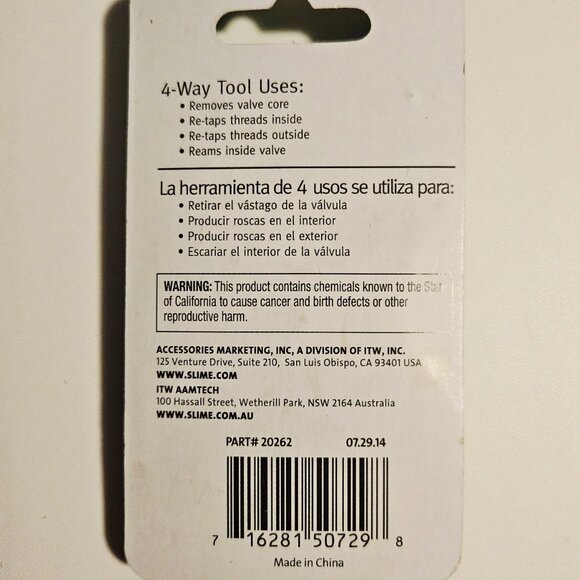 4-Way Tool Uses:
• Removes valve core
• Re-taps threads inside
• Re-taps threads outside
• Reams inside valve
La herramienta de 4 usos se utiliza para:
• Retirar el vástago de la válvula
• Producir roscas en el interior
• Producir roscas en el exterior
• Escariar el interior de la válvula
WARNING: This product contains chemicals known to the Stat
of California to cause cancer and birth defects or other
reproductive harm.
ACCESSORIES MARKETING, INC, A DIVISION OF ITW, INC.
125 Venture Drive, Suite 210, San Luis Obispo, CA 93401 USA
WWW.SLIME.COM
ITW AAMTECH
100 Hassall Street, Wetherill Park, NSW 2164 Australia
WWW.SLIME.COM.AU
PART# 20262 07.29.14
7 16281 50729 8
Made in China